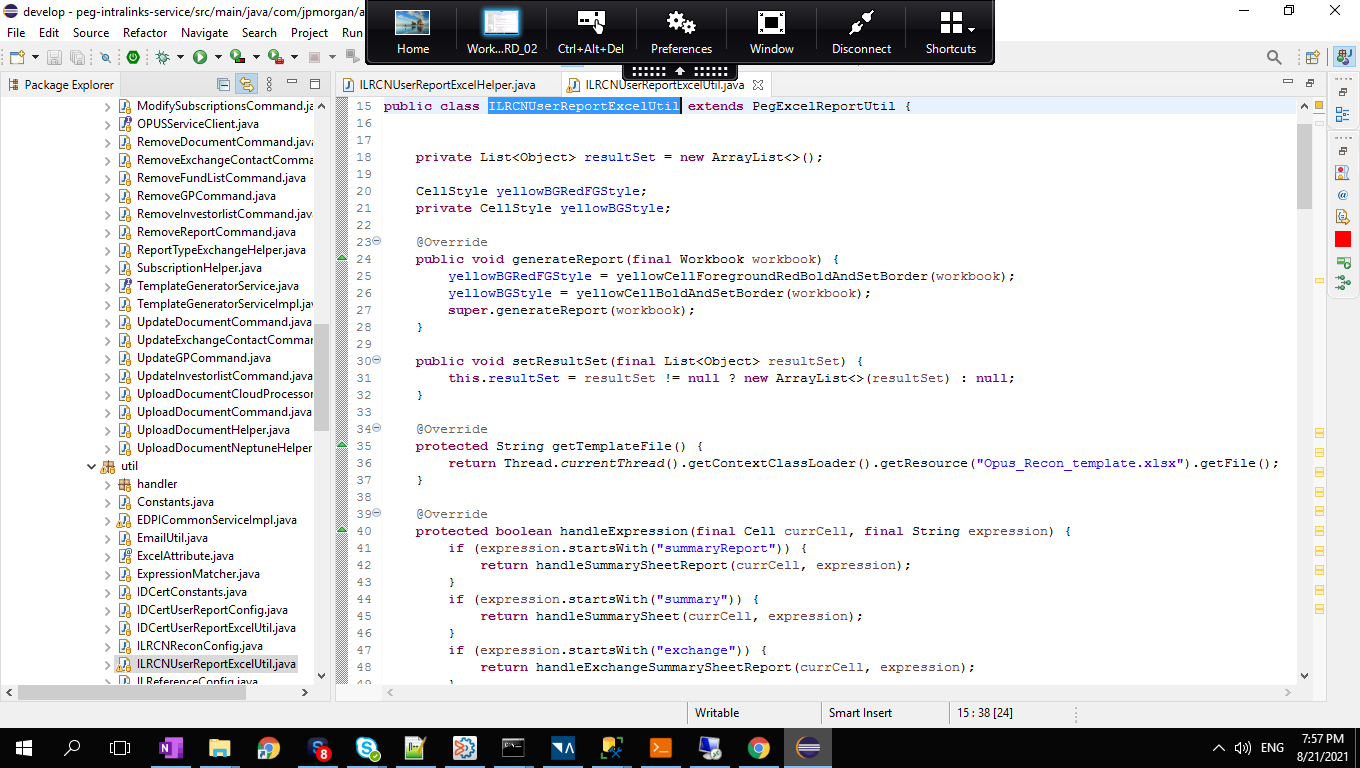 develop - peg-intralinks-service/src/main/java/com/jpmorgan/a
File Edit Source Refactor Navigate Search Project Run
Home
Work...RD_02
Ctrl+Alt+Del
Preferences
Window
Disconnect
Shortcuts
Package Explorer
ModifySubscriptionsCommand.ja
OPUSServiceClient.java
RemoveDocumentCommand.java
RemoveExchangeContactComma
RemoveFundListCommand.java
RemoveGPCommand.java
RemoveInvestorlistCommand.java
RemoveReportCommand.java
ReportTypeExchangeHelper.java
SubscriptionHelper.java
TemplateGeneratorService.java
TemplateGeneratorServiceImpl.jav
UpdateDocumentCommand.java
UpdateExchangeContactCommar
UpdateGPCommand.java
UpdateInvestorlistCommand.java
UploadDocumentCloudProcessor
UploadDocumentCommand.java
UploadDocumentHelper.java
UploadDocumentNeptuneHelper
util
handler
Constants.java
EDPICommonServiceImpl.java
EmailUtil.java
ExcelAttribute.java
ExpressionMatcher.java
IDCertConstants.java
IDCertUserReportConfig.java
IDCertUserReportExcelUtil.java
ILRCNReconConfig.java
ILRCNUserReportExcelUtil.java
ILReferenceConfig.java
ILRCNUserReportExcelHelper.java
ILRCNUserReportExcelUtil.java
15 public class ILRCNUserReportExcelUtil extends PegExcelReportUtil {
16
17
18 private List<Object> resultSet = new ArrayList<>();
19
20 CellStyle yellowBGRedFGStyle;
21 private CellStyle yellowBGStyle;
22
23 @Override
24 public void generateReport(final Workbook workbook) {
25 yellowBGRedFGStyle = yellowCellForegroundRedBoldAndSetBorder(workbook);
26 yellowBGStyle = yellowCellBoldAndSetBorder(workbook);
27 super.generateReport(workbook);
28 }
29
30 public void setResultSet(final List<Object> resultSet) {
31 this.resultSet = resultSet != null ? new ArrayList<>(resultSet) : null;
32 }
33
34 @Override
35 protected String getTemplateFile() {
36 return Thread.currentThread().getContextClassLoader().getResource("Opus_Recon_template.xlsx").getFile();
37 }
38
39 @Override
40 protected boolean handleExpression(final Cell currCell, final String expression) {
41 if (expression.startsWith("summaryReport")) {
42 return handleSummarySheetReport(currCell, expression);
43 }
44 if (expression.startsWith("summary")) {
45 return handleSummarySheet(currCell, expression);
46 }
47 if (expression.startsWith("exchange")) {
48 return handleExchangeSummarySheetReport(currCell, expression);
49 }
Writable
Smart Insert
15 : 38 [24]
8
ENG
7:57 PM
8/21/2021